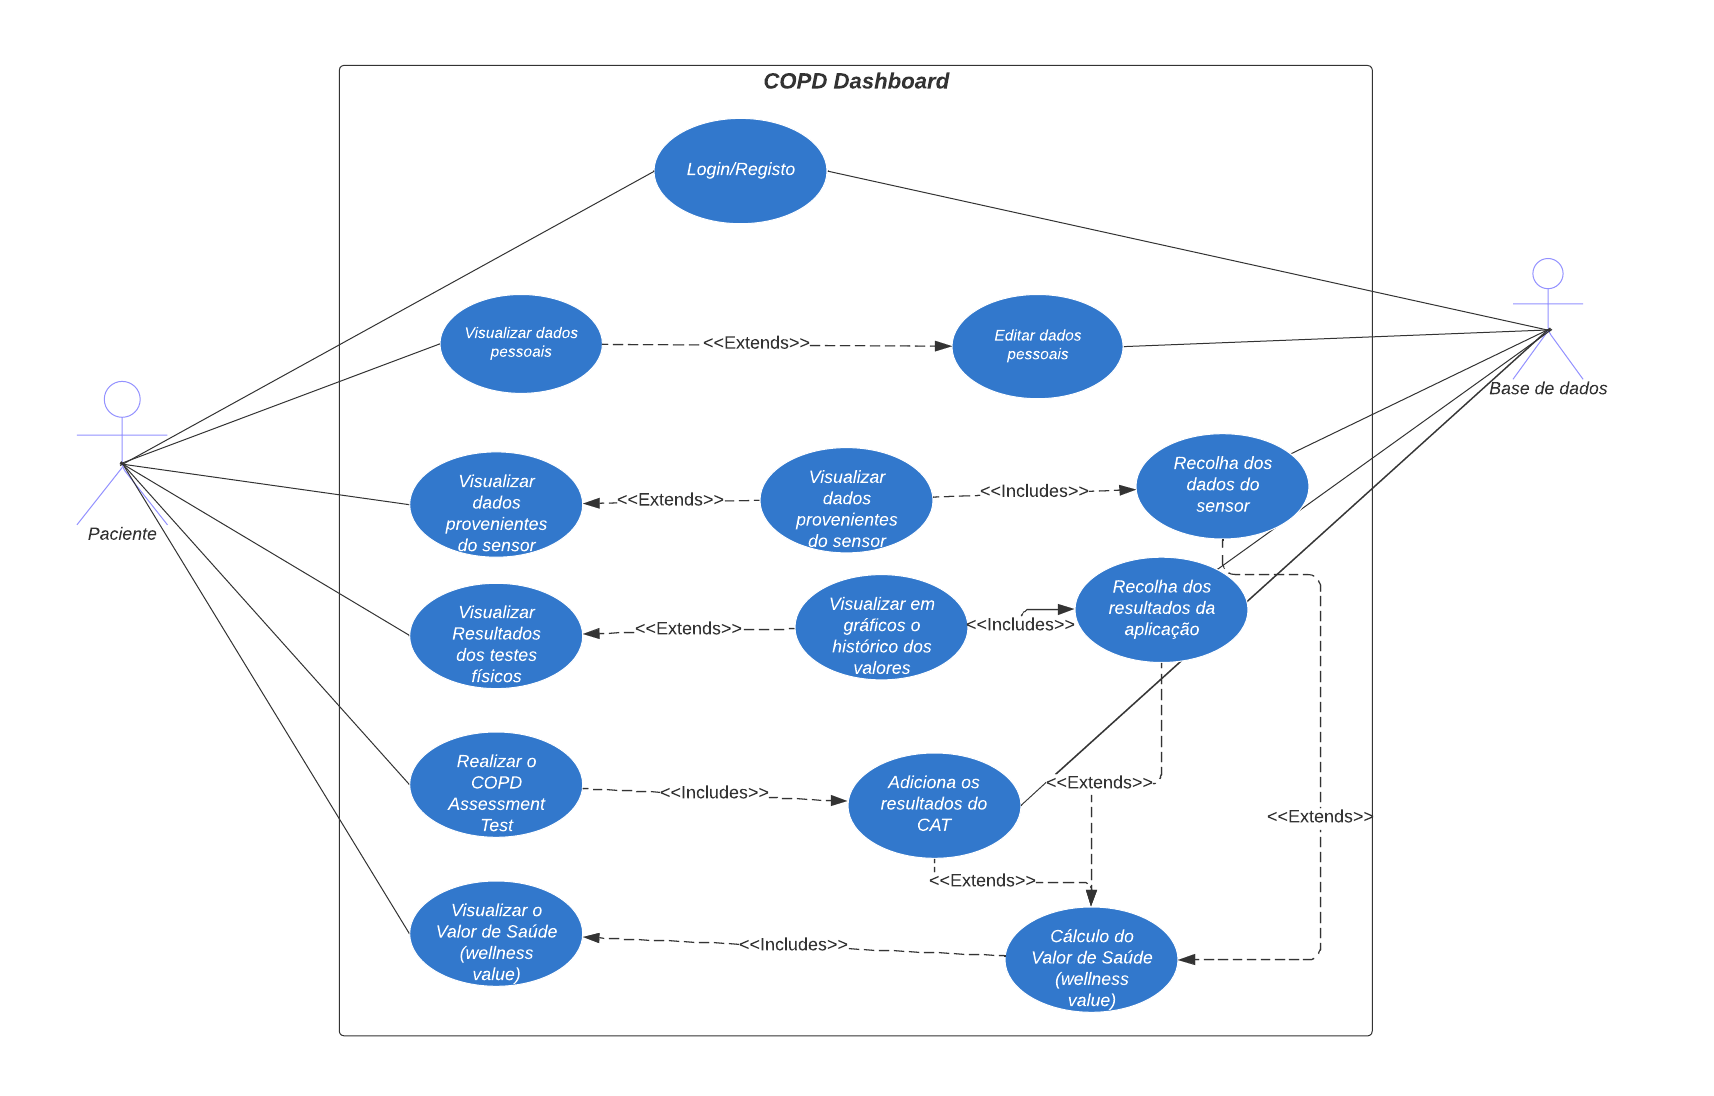 COPD Dashboard
Login/Registo
Visualizar dados
pessoais
<<Extends>>
Editar dados
pessoais
Base de dados
Paciente
Visualizar
dados
provenientes
do sensor
<<Extends>>
Visualizar
dados
provenientes
do sensor
<<Includes>>
Recolha dos
dados do
sensor
Visualizar
Resultados
dos testes
físicos
<<Extends>>
Visualizar em
gráficos o
histórico dos
valores
<<Includes>>
Recolha dos
resultados da
aplicação
Realizar o
COPD
Assessment
Test
<<Includes>>
Adiciona os
resultados do
CAT
<<Extends>>
<<Extends>>
<<Extends>>
Visualizar o
Valor de Saúde
(wellness
value)
<<Includes>>
Cálculo do
Valor de Saúde
(wellness
value)